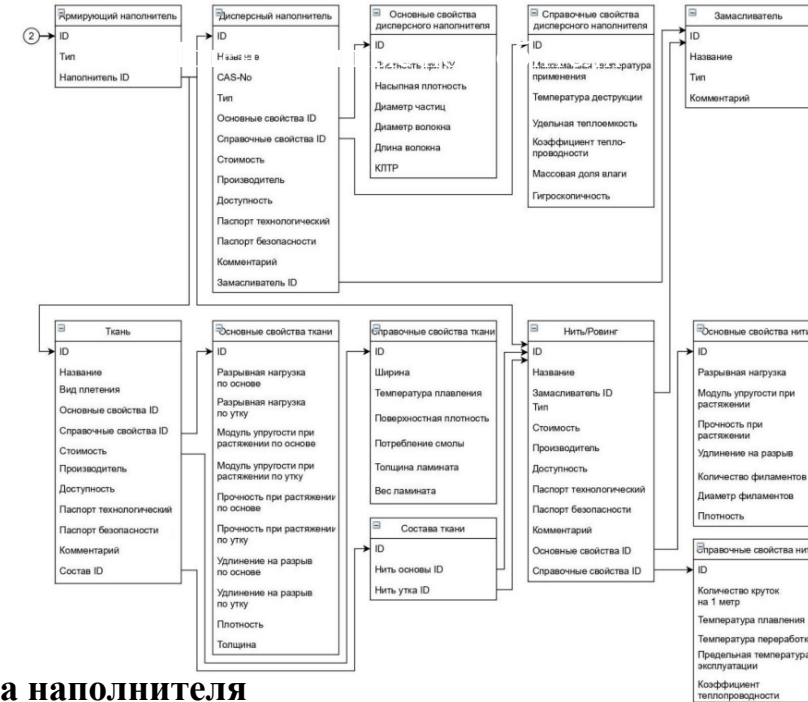 Армирующий наполнитель
2
ID
Тип
Наполнитель ID
Дисперсный наполнитель
ID
Название
CAS-No
Тип
Основные свойства ID
Справочные свойства ID
Стоимость
Производитель
Доступность
Паспорт технологический
Паспорт безопасности
Комментарий
Замасливатель ID
Основные свойства
дисперсного наполнителя
ID
Насыпная плотность
Диаметр частиц
Диаметр волокна
Длина волокна
КЛТР
Справочные свойства
дисперсного наполнителя
ID
применения
Температура деструкции
Удельная теплоемкость
Коэффициент тепло-
проводности
Массовая доля влаги
Гигроскопичность
Замасливатель
ID
Название
Тип
Комментарий
Ткань
ID
Название
Вид плетения
Основные свойства ID
Справочные свойства ID
Стоимость
Производитель
Доступность
Паспорт технологический
Паспорт безопасности
Комментарий
Состав ID
Основные свойства ткани
ID
Разрывная нагрузка
по основе
Разрывная нагрузка
по утку
Модуль упругости при
растяжении по основе
Модуль упругости при
растяжении по утку
Прочность при растяжении
по основе
Прочность при растяжении
по утку
Удлинение на разрыв
по основе
Удлинение на разрыв
по утку
Плотность
Толщина
Справочные свойства ткани
ID
Ширина
Температура плавления
Поверхностная плотность
Потребление смолы
Толщина ламината
Вес ламината
Состава ткани
ID
Нить основы ID
Нить утка ID
Нить/Ровинг
ID
Название
Замасливатель ID
Тип
Стоимость
Производитель
Доступность
Паспорт технологический
Паспорт безопасности
Комментарий
Основные свойства ID
Справочные свойства ID
Основные свойства нити
ID
Разрывная нагрузка
Модуль упругости при
растяжении
Прочность при
растяжении
Удлинение на разрыв
Количество филаментов
Диаметр филаментов
Плотность
Справочные свойства нит
ID
Количество круток
на 1 метр
Температура плавления
Температура переработк
Предельная температура
эксплуатации
Коэффициент
теплопроводности
а наполнителя